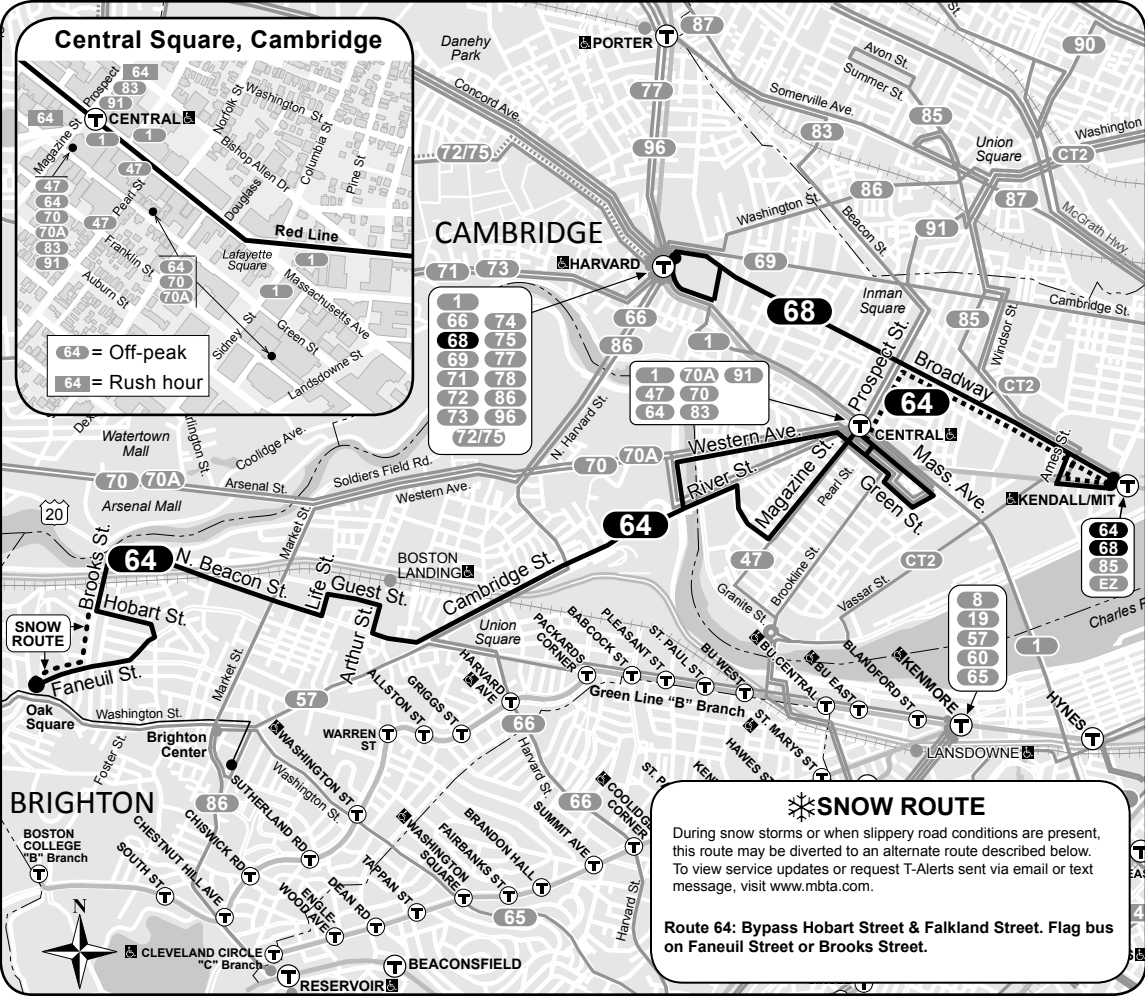 Central Square, Cambridge
Prospect
64
83
91
64
CENTRAL
Magazine St
1
1
47
Norfolk St
Washington St
Columbia St
Bishop Allen Dr
Pine St
Douglass
Pearl St
47
64
70
70A
83
91
47
Franklin St
Auburn St
64
70
70A
Red Line
Lafayette
Square
1
1
Massachusetts Ave
Sidney St
Green St
Landsdowne St
64 = Off-peak
64 = Rush hour
Danehy
Park
Concord Ave.
72/75
PORTER
87
77
96
Somerville Ave.
83
Avon St.
Summer St.
85
90
Union
Square
Washington
CT2
86
87
91
McGrath Hwy.
Washington St.
Beacon St.
CAMBRIDGE
HARVARD
71
73
69
68
Inman
Square
85
Windsor St.
Cambridge St.
CT2
66
86
1
1
66 74
68 75
69 77
71 78
72 86
73 96
72/75
1 70A 91
47 70
64 83
Prospect St.
Broadway
64
CENTRAL
Mass. Ave.
Ames St.
KENDALL/MIT
64
68
85
EZ
Watertown
Mall
Coolidge Ave.
Arlington St.
Soldiers Field Rd.
N. Harvard St.
Western Ave.
River St.
Magazine St.
Pearl St.
Green St.
70 70A
Arsenal St.
Western Ave.
70 70A
Arsenal Mall
20
Market St.
64
47
CT2
Brookline St.
Granite St.
Vassar St.
Charles
1
Brooks St.
64
N. Beacon St.
Life St.
Guest St.
BOSTON
LANDING
Cambridge St.
Arthur St.
Hobart St.
SNOW
ROUTE
Faneuil St.
Oak
Square
Washington St.
Market St.
57
Union
Square
Foster St.
Brighton
Center
Washington St.
86
BRIGHTON
PACKARDS
CORNER
BABCOCK ST
PLEASANT ST
ST. PAUL ST
BU WEST
BU CENTRAL
BU EAST
BLANDFORD ST
KENMORE
8
19
57
60
65
HYNES
LANSDOWNE
Green Line "B" Branch
ST. MARYS ST
HAWES ST
KEN
ST. P
HARVARD
AVE
GRIGGS ST
ALLSTON ST
WARREN
ST
WASHINGTON ST
SUTHERLAND RD
CHISWICK RD
CHESTNUT HILL AVE
SOUTH ST
BOSTON
COLLEGE
"B" Branch
66
Harvard St.
66
COOLIDGE
CORNER
SUMMIT AVE
BRANDON HALL
FAIRBANKS ST
WASHINGTON
SQUARE
TAPPAN ST
DEAN RD
ENGLE-
WOOD AVE
65
Harvard St.
N
CLEVELAND CIRCLE
"C" Branch
RESERVOIR
BEACONSFIELD
SNOW ROUTE
During snow storms or when slippery road conditions are present,
this route may be diverted to an alternate route described below.
To view service updates or request T-Alerts sent via email or text
message, visit www.mbta.com.
Route 64: Bypass Hobart Street & Falkland Street. Flag bus
on Faneuil Street or Brooks Street.